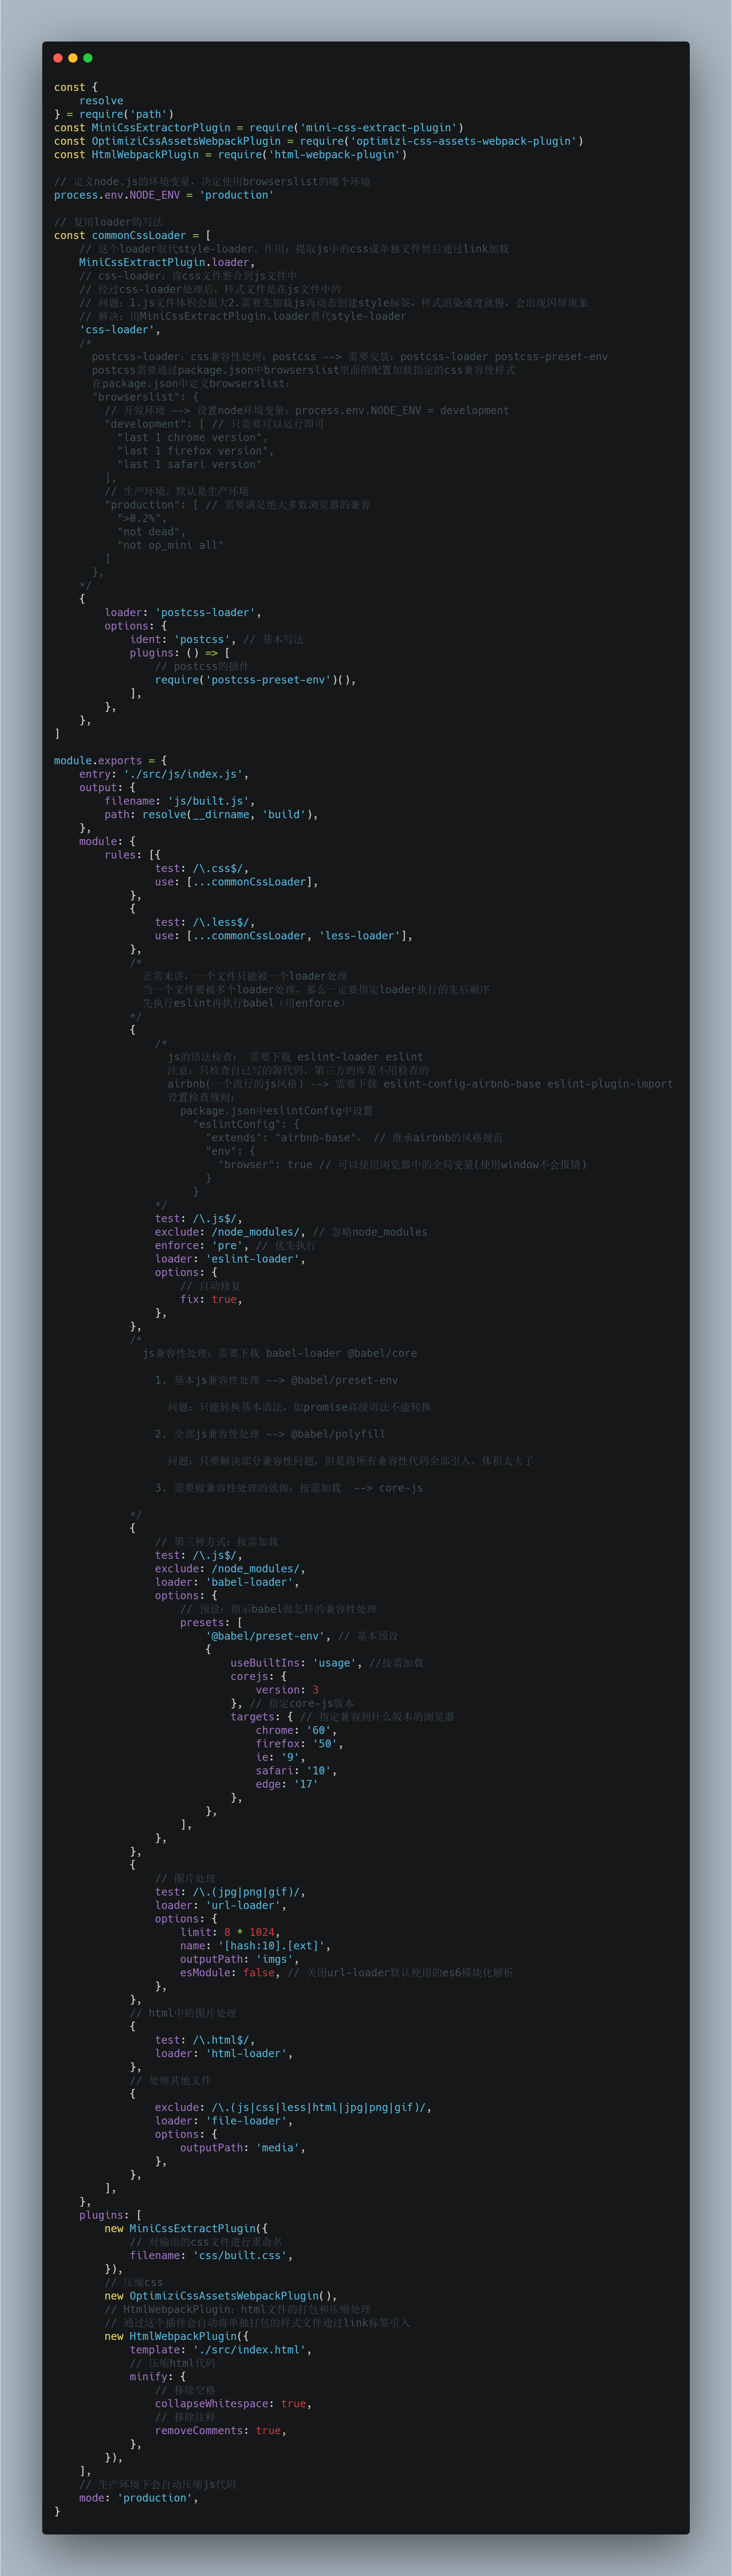 const {
    resolve
} = require('path')
const MiniCssExtractorPlugin = require('mini-css-extract-plugin')
const OptimiziCssAssetsWebpackPlugin = require('optimizi-css-assets-webpack-plugin')
const HtmlWebpackPlugin = require('html-webpack-plugin')

// 定义node.js的环境变量，决定使用browserslist的哪个环境
process.env.NODE_ENV = 'production'

// 复用loader的写法
const commonCssLoader = [
    // 这个loader取代style-loader。作用：提取js中的css成单独文件然后通过link加载
    MiniCssExtractPlugin.loader,
    // css-loader：将css文件整合到js文件中
    // 经过css-loader处理后，样式文件是在js文件中的
    // 问题：1.js文件体积会很大2.需要先加载js再动态创建style标签，样式渲染速度就慢，会出现闪屏现象
    // 解决：用MiniCssExtractPlugin.loader替代style-loader
    'css-loader',
    /*
      postcss-loader：css兼容性处理：postcss --> 需要安装：postcss-loader postcss-preset-env
      postcss需要通过package.json中browserslist里面的配置加载指定的css兼容性样式
      在package.json中定义browserslist：
      "browserslist": {
        // 开发环境 --> 设置node环境变量：process.env.NODE_ENV = development
        "development": [ // 只需要可以运行即可
          "last 1 chrome version",
          "last 1 firefox version",
          "last 1 safari version"
        ],
        // 生产环境。默认是生产环境
        "production": [ // 需要满足绝大多数浏览器的兼容
          ">0.2%",
          "not dead",
          "not op_mini all"
        ]
      },
    */
    {
        loader: 'postcss-loader',
        options: {
            ident: 'postcss', // 基本写法
            plugins: () => [
                // postcss的插件
                require('postcss-preset-env')(),
            ],
        },
    },
]

module.exports = {
    entry: './src/js/index.js',
    output: {
        filename: 'js/built.js',
        path: resolve(__dirname, 'build'),
    },
    module: {
        rules: [{
                test: /\.css$/,
                use: [...commonCssLoader],
            },
            {
                test: /\.less$/,
                use: [...commonCssLoader, 'less-loader'],
            },
            /*
              正常来讲，一个文件只能被一个loader处理
              当一个文件要被多个loader处理，那么一定要指定loader执行的先后顺序
              先执行eslint再执行babel（用enforce）
            */
            {
                /*
                  js的语法检查： 需要下载 eslint-loader eslint
                  注意：只检查自己写的源代码，第三方的库是不用检查的
                  airbnb(一个流行的js风格) --> 需要下载 eslint-config-airbnb-base eslint-plugin-import
                  设置检查规则：
                    package.json中eslintConfig中设置
                      "eslintConfig": {
                        "extends": "airbnb-base"， // 继承airbnb的风格规范
                        "env": {
                          "browser": true // 可以使用浏览器中的全局变量(使用window不会报错)
                        }
                      }
                */
                test: /\.js$/,
                exclude: /node_modules/, // 忽略node_modules
                enforce: 'pre', // 优先执行
                loader: 'eslint-loader',
                options: {
                    // 自动修复
                    fix: true,
                },
            },
            /*
              js兼容性处理：需要下载 babel-loader @babel/core

                1. 基本js兼容性处理 --> @babel/preset-env

                  问题：只能转换基本语法，如promise高级语法不能转换

                2. 全部js兼容性处理 --> @babel/polyfill

                  问题：只要解决部分兼容性问题，但是将所有兼容性代码全部引入，体积太大了

                3. 需要做兼容性处理的就做：按需加载  --> core-js

            */
            {
                // 第三种方式：按需加载
                test: /\.js$/,
                exclude: /node_modules/,
                loader: 'babel-loader',
                options: {
                    // 预设：指示babel做怎样的兼容性处理
                    presets: [
                        '@babel/preset-env', // 基本预设
                        {
                            useBuiltIns: 'usage', //按需加载
                            corejs: {
                                version: 3
                            }, // 指定core-js版本
                            targets: { // 指定兼容到什么版本的浏览器
                                chrome: '60',
                                firefox: '50',
                                ie: '9',
                                safari: '10',
                                edge: '17'
                            },
                        },
                    ],
                },
            },
            {
                // 图片处理
                test: /\.(jpg|png|gif)/,
                loader: 'url-loader',
                options: {
                    limit: 8 * 1024,
                    name: '[hash:10].[ext]',
                    outputPath: 'imgs',
                    esModule: false, // 关闭url-loader默认使用的es6模块化解析
                },
            },
            // html中的图片处理
            {
                test: /\.html$/,
                loader: 'html-loader',
            },
            // 处理其他文件
            {
                exclude: /\.(js|css|less|html|jpg|png|gif)/,
                loader: 'file-loader',
                options: {
                    outputPath: 'media',
                },
            },
        ],
    },
    plugins: [
        new MiniCssExtractPlugin({
            // 对输出的css文件进行重命名
            filename: 'css/built.css',
        }),
        // 压缩css
        new OptimiziCssAssetsWebpackPlugin(),
        // HtmlWebpackPlugin：html文件的打包和压缩处理
        // 通过这个插件会自动将单独打包的样式文件通过link标签引入
        new HtmlWebpackPlugin({
            template: './src/index.html',
            // 压缩html代码
            minify: {
                // 移除空格
                collapseWhitespace: true,
                // 移除注释
                removeComments: true,
            },
        }),
    ],
    // 生产环境下会自动压缩js代码
    mode: 'production',
}